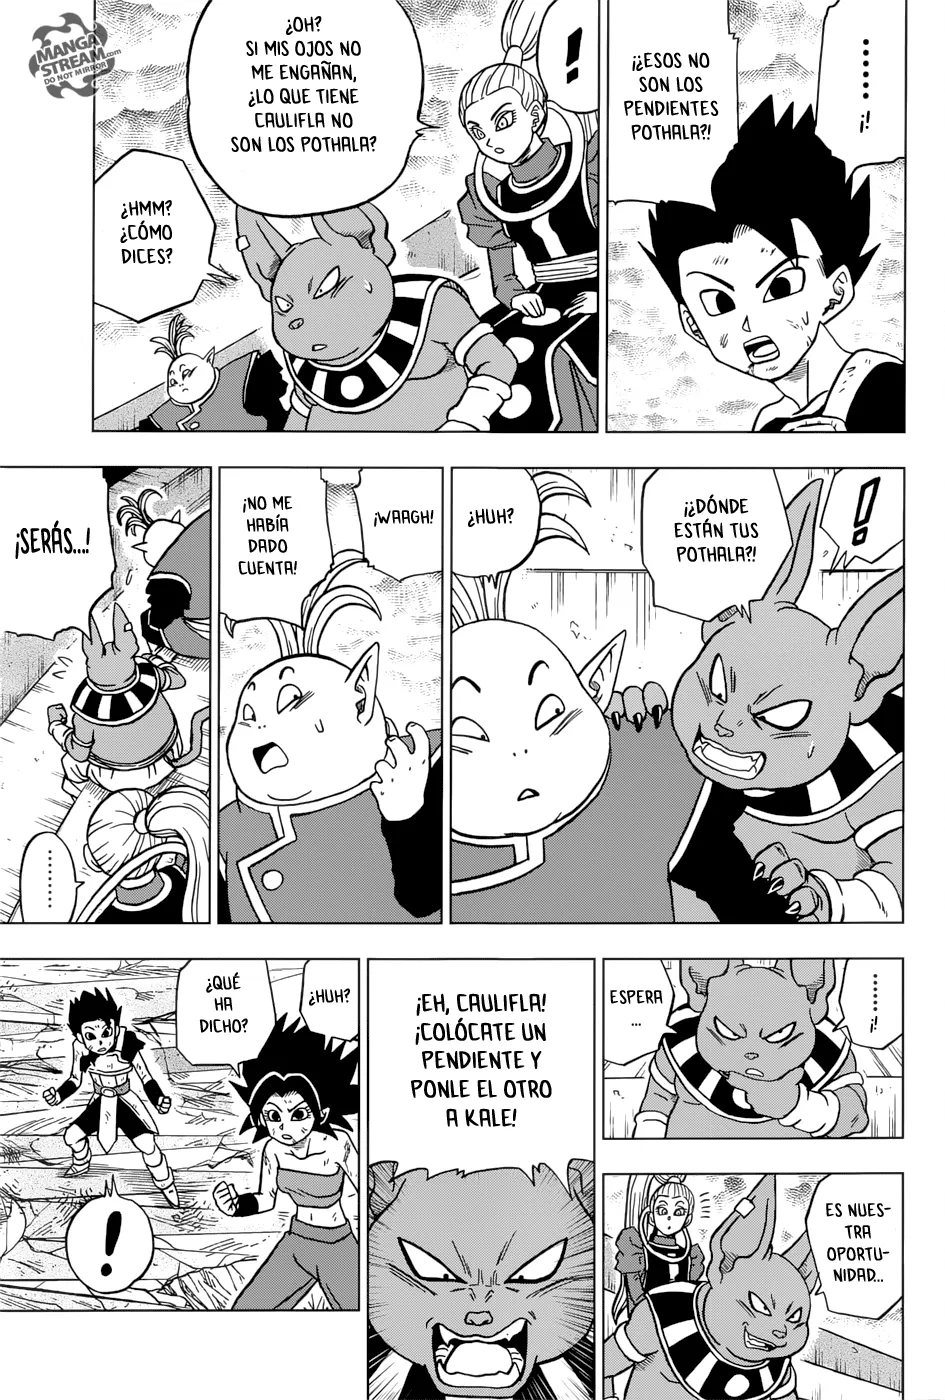 MANGA
STREAM.COM
DO NOT MIRROR
......
¡!
¡¿ESOS NO
SON LOS
PENDIENTES
POTHALA?!
!
¿OH?
SI MIS OJOS NO
ME ENGAÑAN,
¿LO QUE TIENE
CAULIFLA NO
SON LOS POTHALA?
¿HMM?
¿CÓMO
DICES?
!
¡¿DÓNDE
ESTÁN TUS
POTHALA?!
¿HUH?
¡WAAGH!
¡NO ME
HABÍA
DADO
CUENTA!
¡SERÁS...!
........
......
¡!
ESPERA
...
ES NUES-
TRA
OPORTU-
NIDAD...
¡EH, CAULIFLA!
¡COLÓCATE UN
PENDIENTE Y
PONLE EL OTRO
A KALE!
¿HUH?
¿QUÉ
HA
DICHO?
!